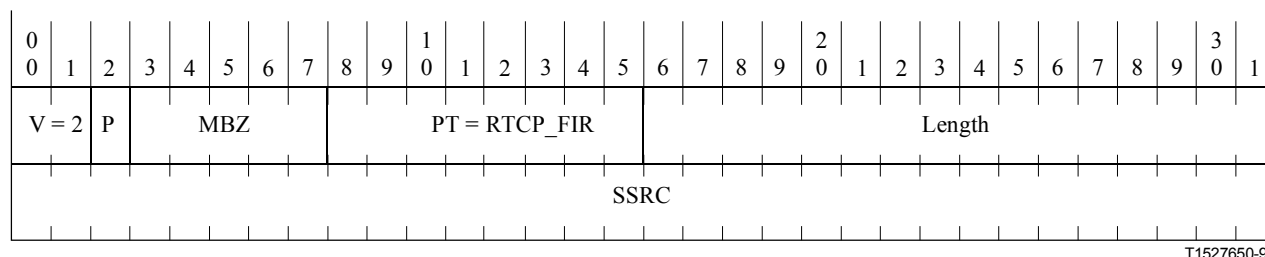 0 1 2 3
0 1 2 3 4 5 6 7 8 9 0 1 2 3 4 5 6 7 8 9 0 1 2 3 4 5 6 7 8 9 0 1
V = 2 P MBZ PT = RTCP_FIR Length
SSRC
T1527650-9